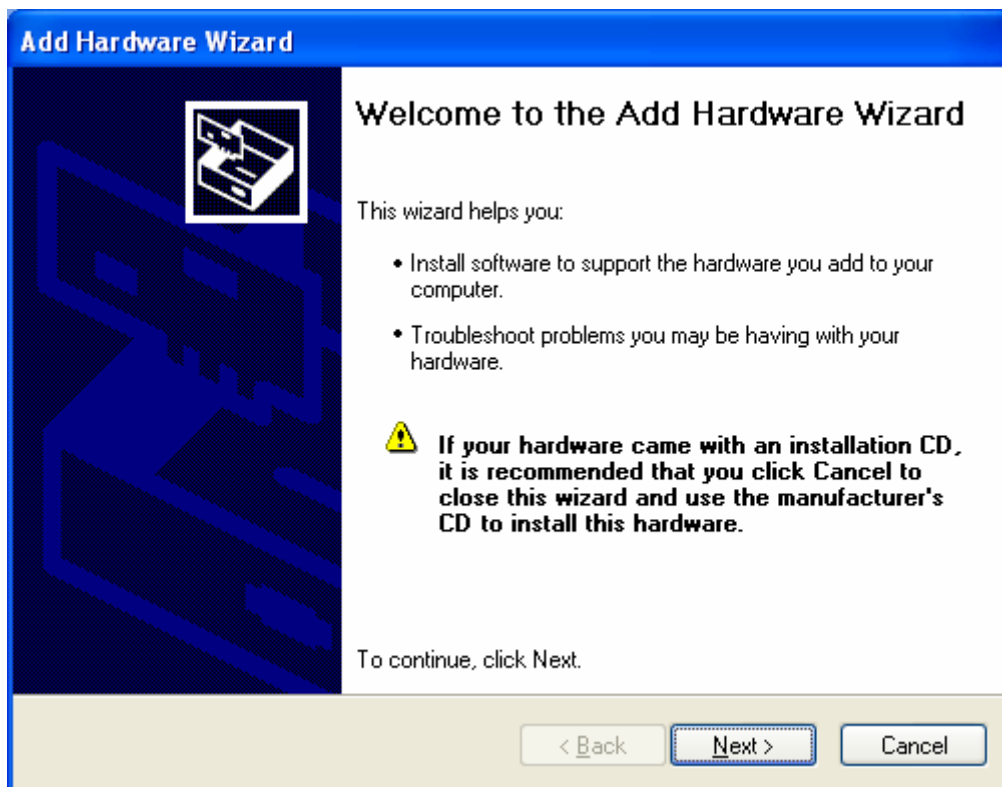 Add Hardware Wizard
Welcome to the Add Hardware Wizard
This wizard helps you:
• Install software to support the hardware you add to your
computer.
• Troubleshoot problems you may be having with your
hardware.
If your hardware came with an installation CD,
it is recommended that you click Cancel to
close this wizard and use the manufacturer's
CD to install this hardware.
To continue, click Next.
< Back
Next >
Cancel